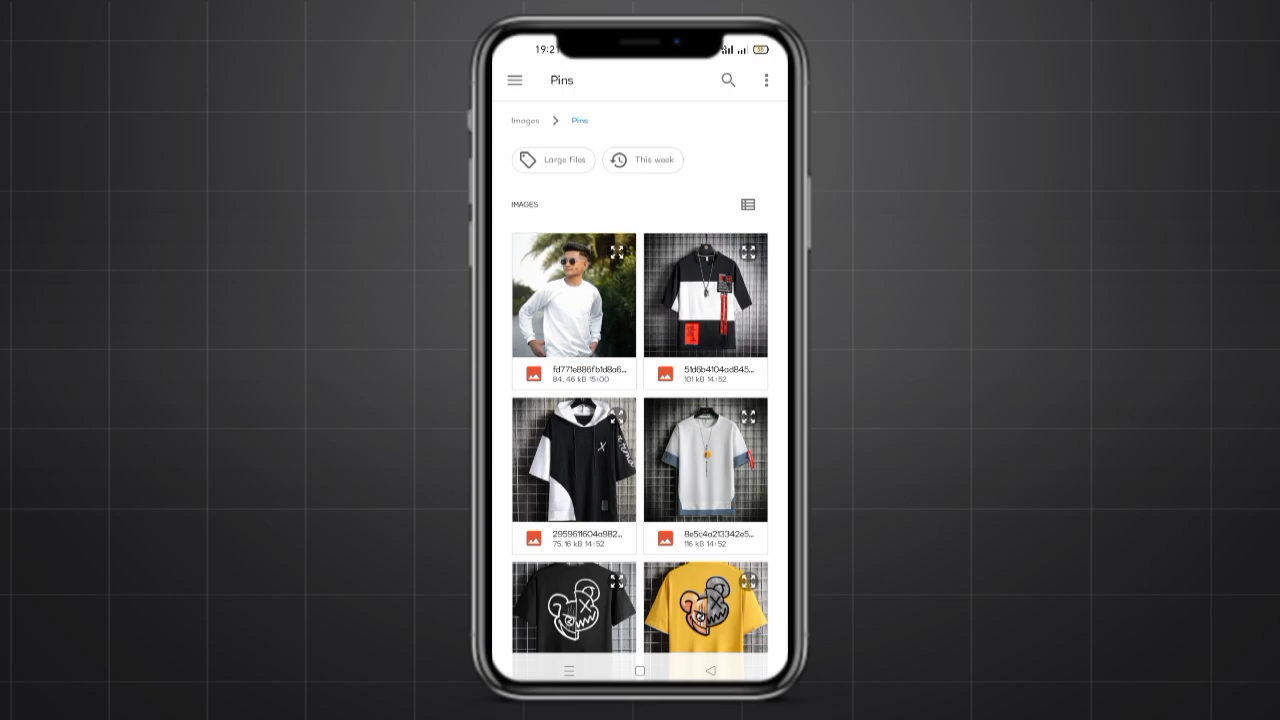 19:21
Pins
Images > Pins
Large files
This week
IMAGES
fd771e886fb1d8a6...
84.46 kB 15:00
51d6b4104ad845...
101 kB 14:52
2959611604a982...
75.16 kB 14:52
8e5c4a213342e5...
116 kB 14:52
X